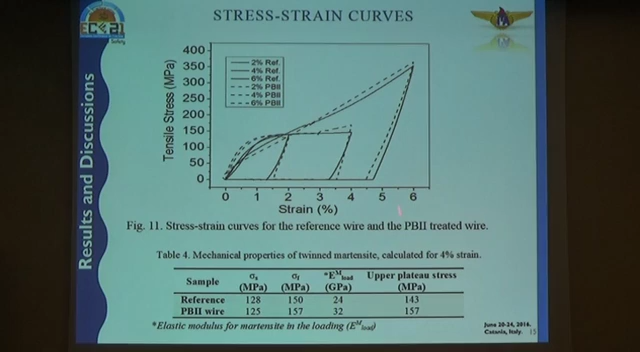 STRESS-STRAIN CURVES
ECF21
Results and Discussions
Tensile Stress (MPa)
400
350
300
250
200
150
100
50
0
2% Ref.
4% Ref.
6% Ref.
2% PBII
4% PBII
6% PBII
0 1 2 3 4 5 6
Strain (%)
Fig. 11. Stress-strain curves for the reference wire and the PBII treated wire.
Table 4. Mechanical properties of twinned martensite, calculated for 4% strain.
Sample σs (MPa) σf (MPa) *E^M load (GPa) Upper plateau stress (MPa)
Reference 128 150 24 143
PBII wire 125 157 32 157
*Elastic modulus for martensite in the loading (E^M load)
June 20-24, 2016.
Catania, Italy. 15